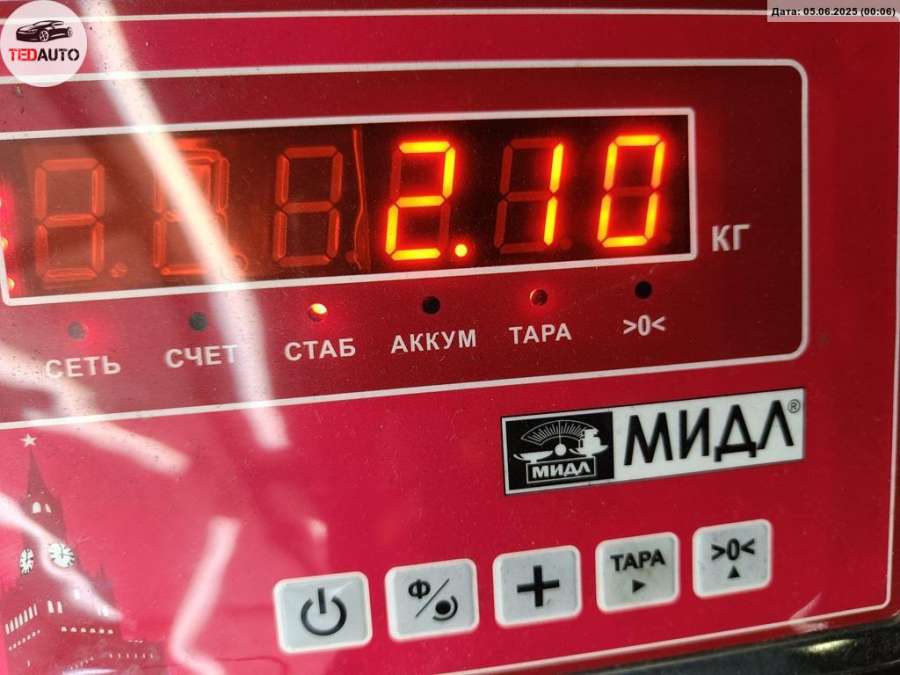 Дата: 05.06.2025 (00:06)
TEDAUTO
2.10
КГ
СЕТЬ СЧЕТ СТАБ АККУМ ТАРА >0<
МИДЛ МИДЛ®
Ф/ + ТАРА >0<